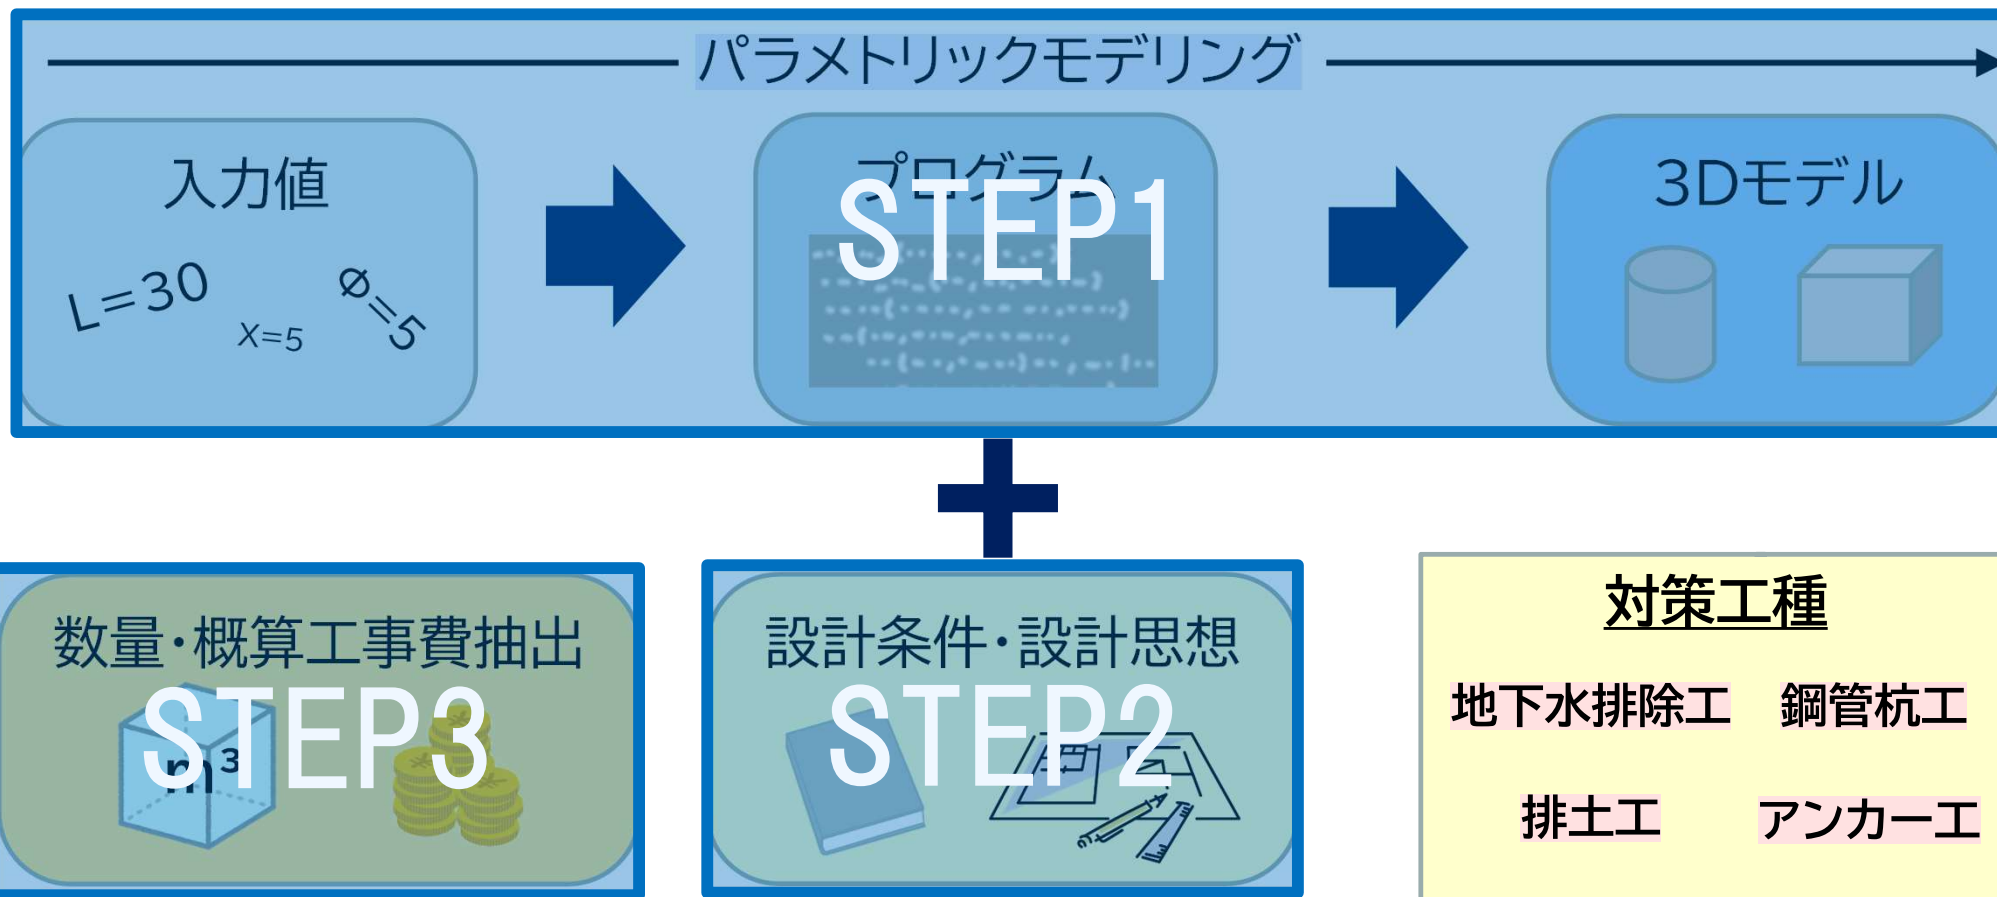 パラメトリックモデリング
入力値
L=30
X=5
φ=5
プログラム
STEP1
3Dモデル
数量・概算工事費抽出
STEP3
m³
設計条件・設計思想
STEP2
対策工種
地下水排除工 鋼管杭工
排土工 アンカー工